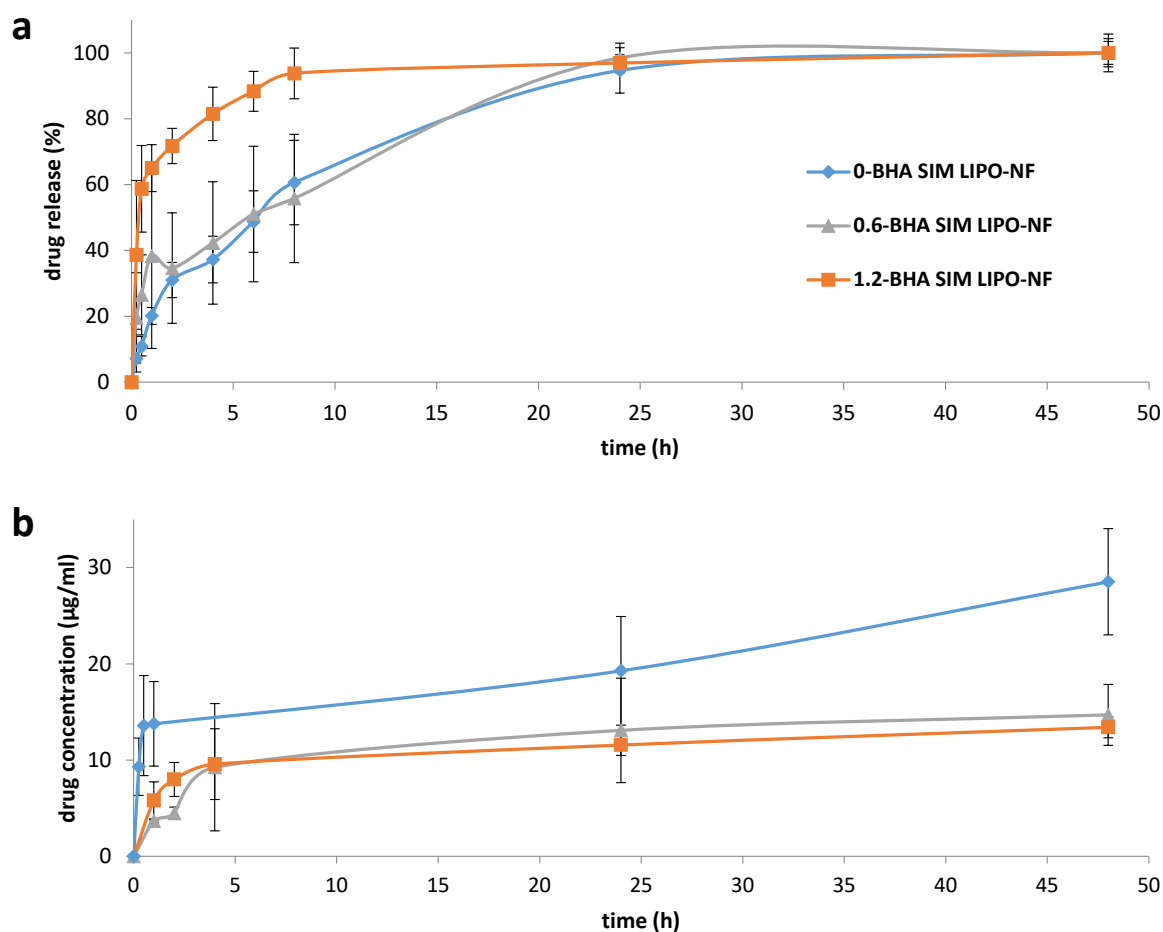 a
drug release (%)
100
80
60
40
20
0
0-BHA SIM LIPO-NF
0.6-BHA SIM LIPO-NF
1.2-BHA SIM LIPO-NF
0 5 10 15 20 25 30 35 40 45 50
time (h)
b
drug concentration (µg/ml)
30
20
10
0
0 5 10 15 20 25 30 35 40 45 50
time (h)